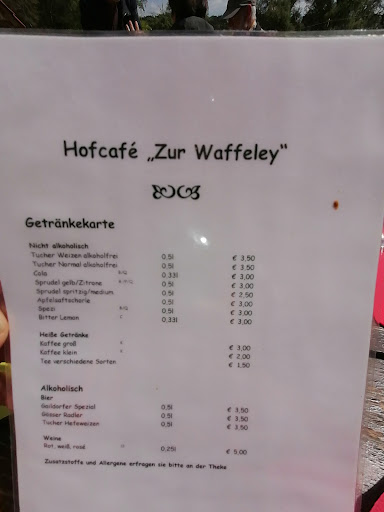 Hofcafé „Zur Waffeley“
Getränkekarte
Nicht alkoholisch
Tucher Weizen alkoholfrei 0,5l € 3,50
Tucher Normal alkoholfrei 0,5l € 3,50
Cola 0,33l € 3,00
Sprudel gelb/Zitrone 0,5l € 3,00
Sprudel spritzig/medium 0,5l € 2,50
Apfelsaftschorle 0,5l € 3,00
Spezi 0,5l € 3,00
Bitter Lemon 0,33l € 3,00
Heiße Getränke
Kaffee groß € 3,00
Kaffee klein € 2,00
Tee verschiedene Sorten € 1,50
Alkoholisch
Bier
Gaildorfer Spezial 0,5l € 3,50
Gösser Radler 0,5l € 3,50
Tucher Hefeweizen 0,5l € 3,50
Weine
Rot, weiß, rosé 0,25l € 5,00
Zusatzstoffe und Allergene erfragen sie bitte an der Theke